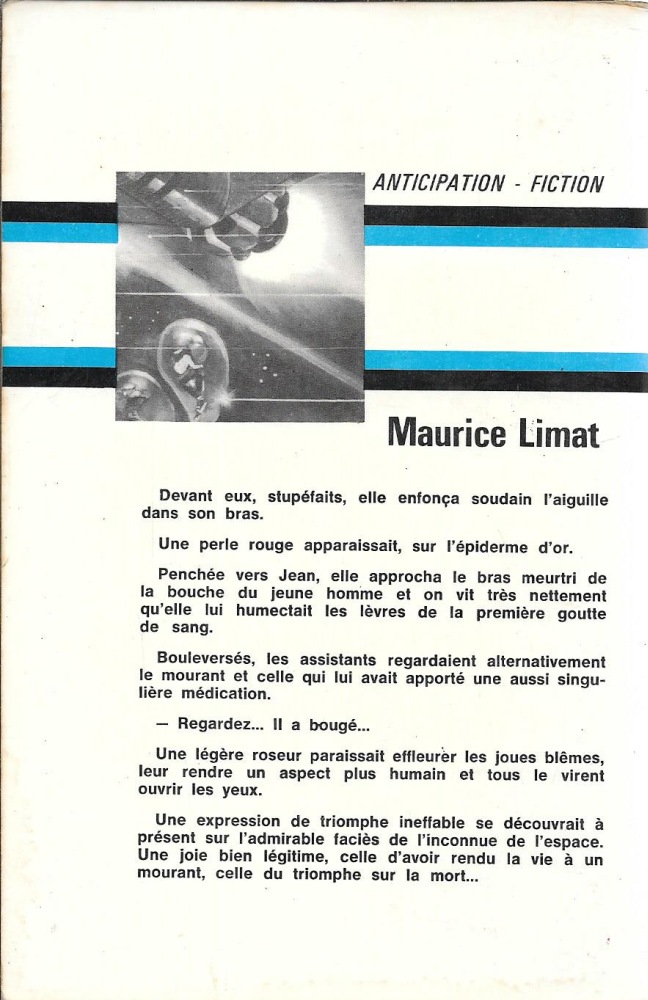 ANTICIPATION - FICTION
Maurice Limat
Devant eux, stupéfaits, elle enfonça soudain l'aiguille
dans son bras.
Une perle rouge apparaissait, sur l'épiderme d'or.
Penchée vers Jean, elle approcha le bras meurtri de
la bouche du jeune homme et on vit très nettement
qu'elle lui humectait les lèvres de la première goutte
de sang.
Bouleversés, les assistants regardaient alternativement
le mourant et celle qui lui avait apporté une aussi singu-
lière médication.
— Regardez... Il a bougé...
Une légère roseur paraissait effleurer les joues blêmes,
leur rendre un aspect plus humain et tous le virent
ouvrir les yeux.
Une expression de triomphe ineffable se découvrait à
présent sur l'admirable faciès de l'inconnue de l'espace.
Une joie bien légitime, celle d'avoir rendu la vie à un
mourant, celle du triomphe sur la mort...